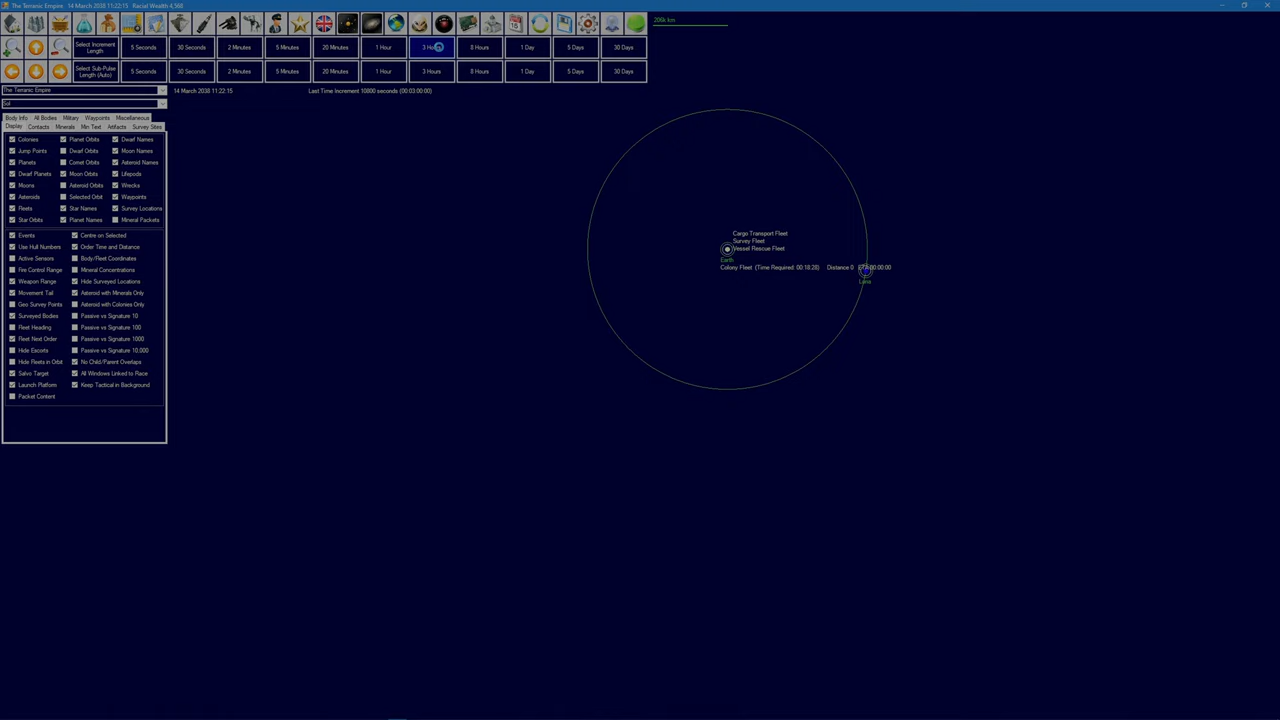 The Terranic Empire 14 March 2038 11:22:15 Racial Wealth 4,568
206k km
Select Increment Length 5 Seconds 30 Seconds 2 Minutes 5 Minutes 20 Minutes 1 Hour 8 Hours 1 Day 5 Days 30 Days
Select Sub-Pulse Length (Auto) 5 Seconds 30 Seconds 2 Minutes 5 Minutes 20 Minutes 1 Hour 3 Hours 8 Hours 1 Day 5 Days 30 Days
The Terranic Empire 14 March 2038 11:22:15 Last Time Increment 10800 seconds (00:03:00:00)
Sol
Body Info All Bodies Military Waypoints Miscellaneous
Display Contacts Minerals Min Text Artifacts Survey Sites
Colonies Planet Orbits Dwarf Names
Jump Points Dwarf Orbits Moon Names
Planets Comet Orbits Asteroid Names
Dwarf Planets Moon Orbits Lifepods
Moons Asteroid Orbits Wrecks
Asteroids Selected Orbit Waypoints
Fleets Star Names Survey Locations
Star Orbits Planet Names Mineral Packets
Events Centre on Selected
Use Hull Numbers Order Time and Distance
Active Sensors Body/Fleet Coordinates
Fire Control Range Mineral Concentrations
Weapon Range Hide Surveyed Locations
Movement Tail Asteroid with Minerals Only
Geo Survey Points Asteroid with Colonies Only
Surveyed Bodies Passive vs Signature 10
Fleet Heading Passive vs Signature 100
Fleet Next Order Passive vs Signature 1000
Hide Escorts Passive vs Signature 10,000
Hide Fleets in Orbit No Child/Parent Overlaps
Salvo Target All Windows Linked to Race
Launch Platform Keep Tactical in Background
Packet Content
Cargo Transport Fleet
Survey Fleet
Vessel Rescue Fleet
Earth
Colony Fleet (Time Required: 00:18:28) Distance 0
Luna